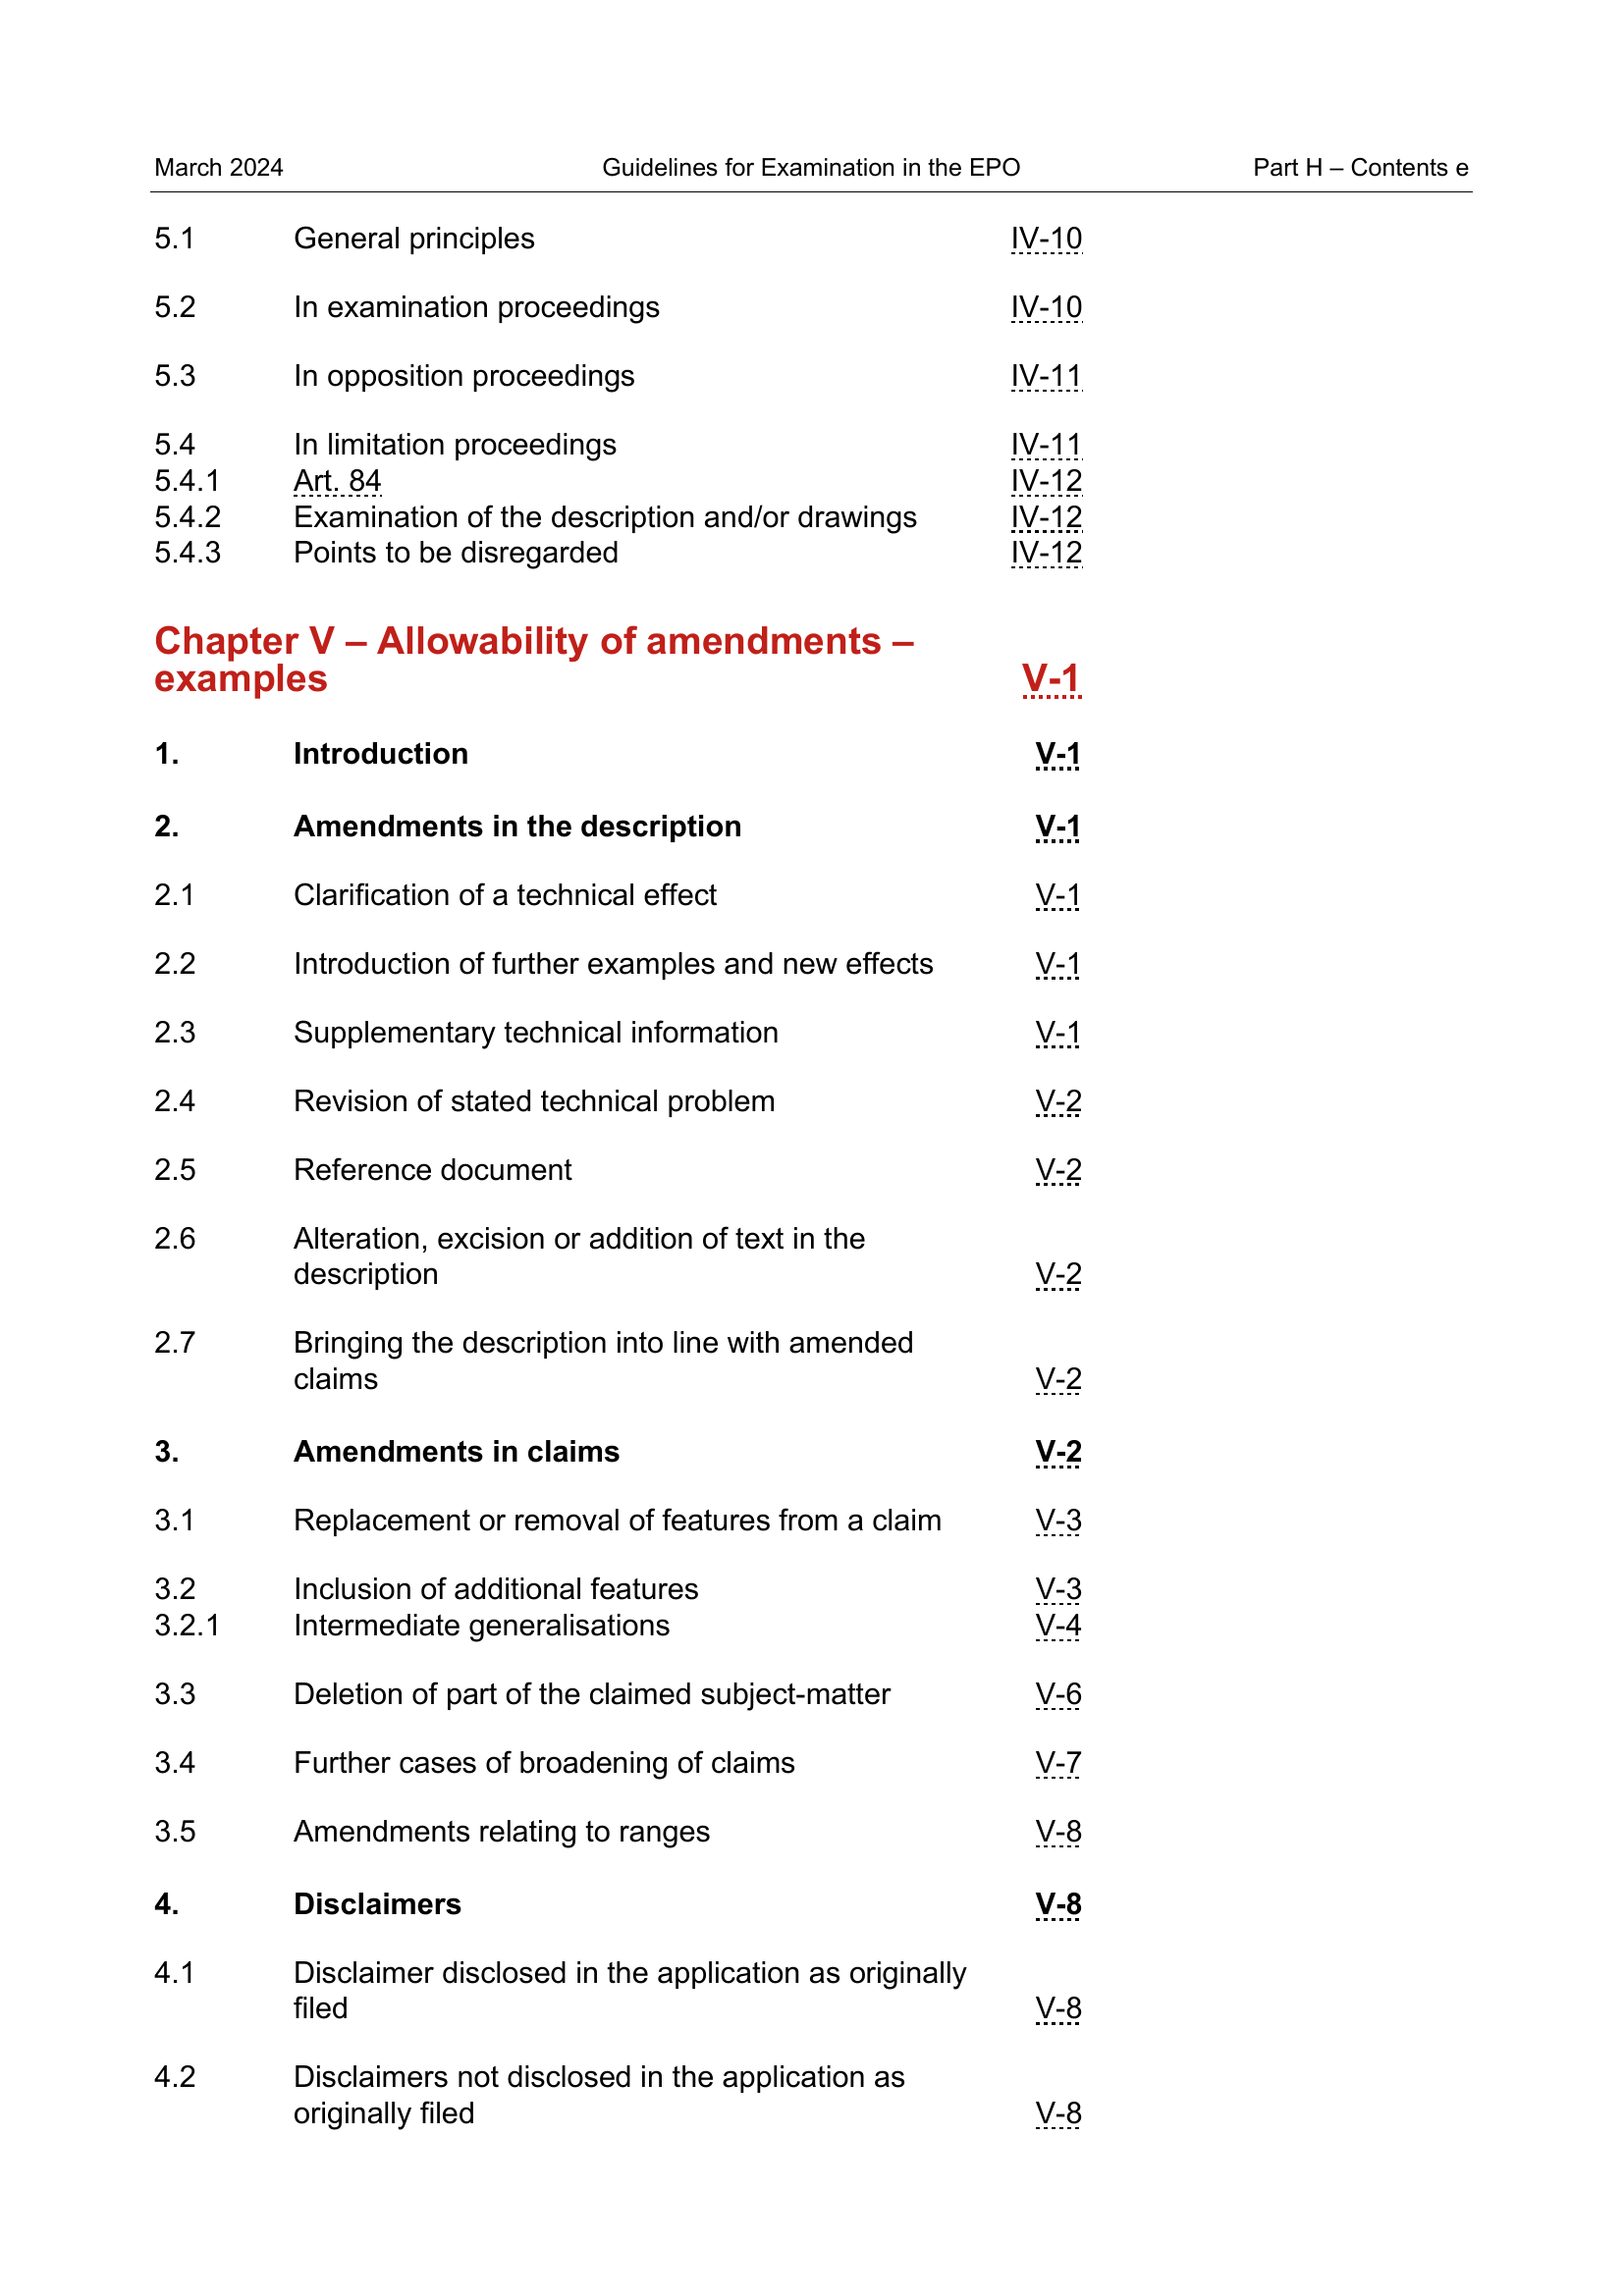 March 2024 Guidelines for Examination in the EPO Part H – Contents e
5.1 General principles IV-10
5.2 In examination proceedings IV-10
5.3 In opposition proceedings IV-11
5.4 In limitation proceedings IV-11
5.4.1 Art. 84 IV-12
5.4.2 Examination of the description and/or drawings IV-12
5.4.3 Points to be disregarded IV-12
Chapter V – Allowability of amendments –
examples V-1
1. Introduction V-1
2. Amendments in the description V-1
2.1 Clarification of a technical effect V-1
2.2 Introduction of further examples and new effects V-1
2.3 Supplementary technical information V-1
2.4 Revision of stated technical problem V-2
2.5 Reference document V-2
2.6 Alteration, excision or addition of text in the
description V-2
2.7 Bringing the description into line with amended
claims V-2
3. Amendments in claims V-2
3.1 Replacement or removal of features from a claim V-3
3.2 Inclusion of additional features V-3
3.2.1 Intermediate generalisations V-4
3.3 Deletion of part of the claimed subject-matter V-6
3.4 Further cases of broadening of claims V-7
3.5 Amendments relating to ranges V-8
4. Disclaimers V-8
4.1 Disclaimer disclosed in the application as originally
filed V-8
4.2 Disclaimers not disclosed in the application as
originally filed V-8